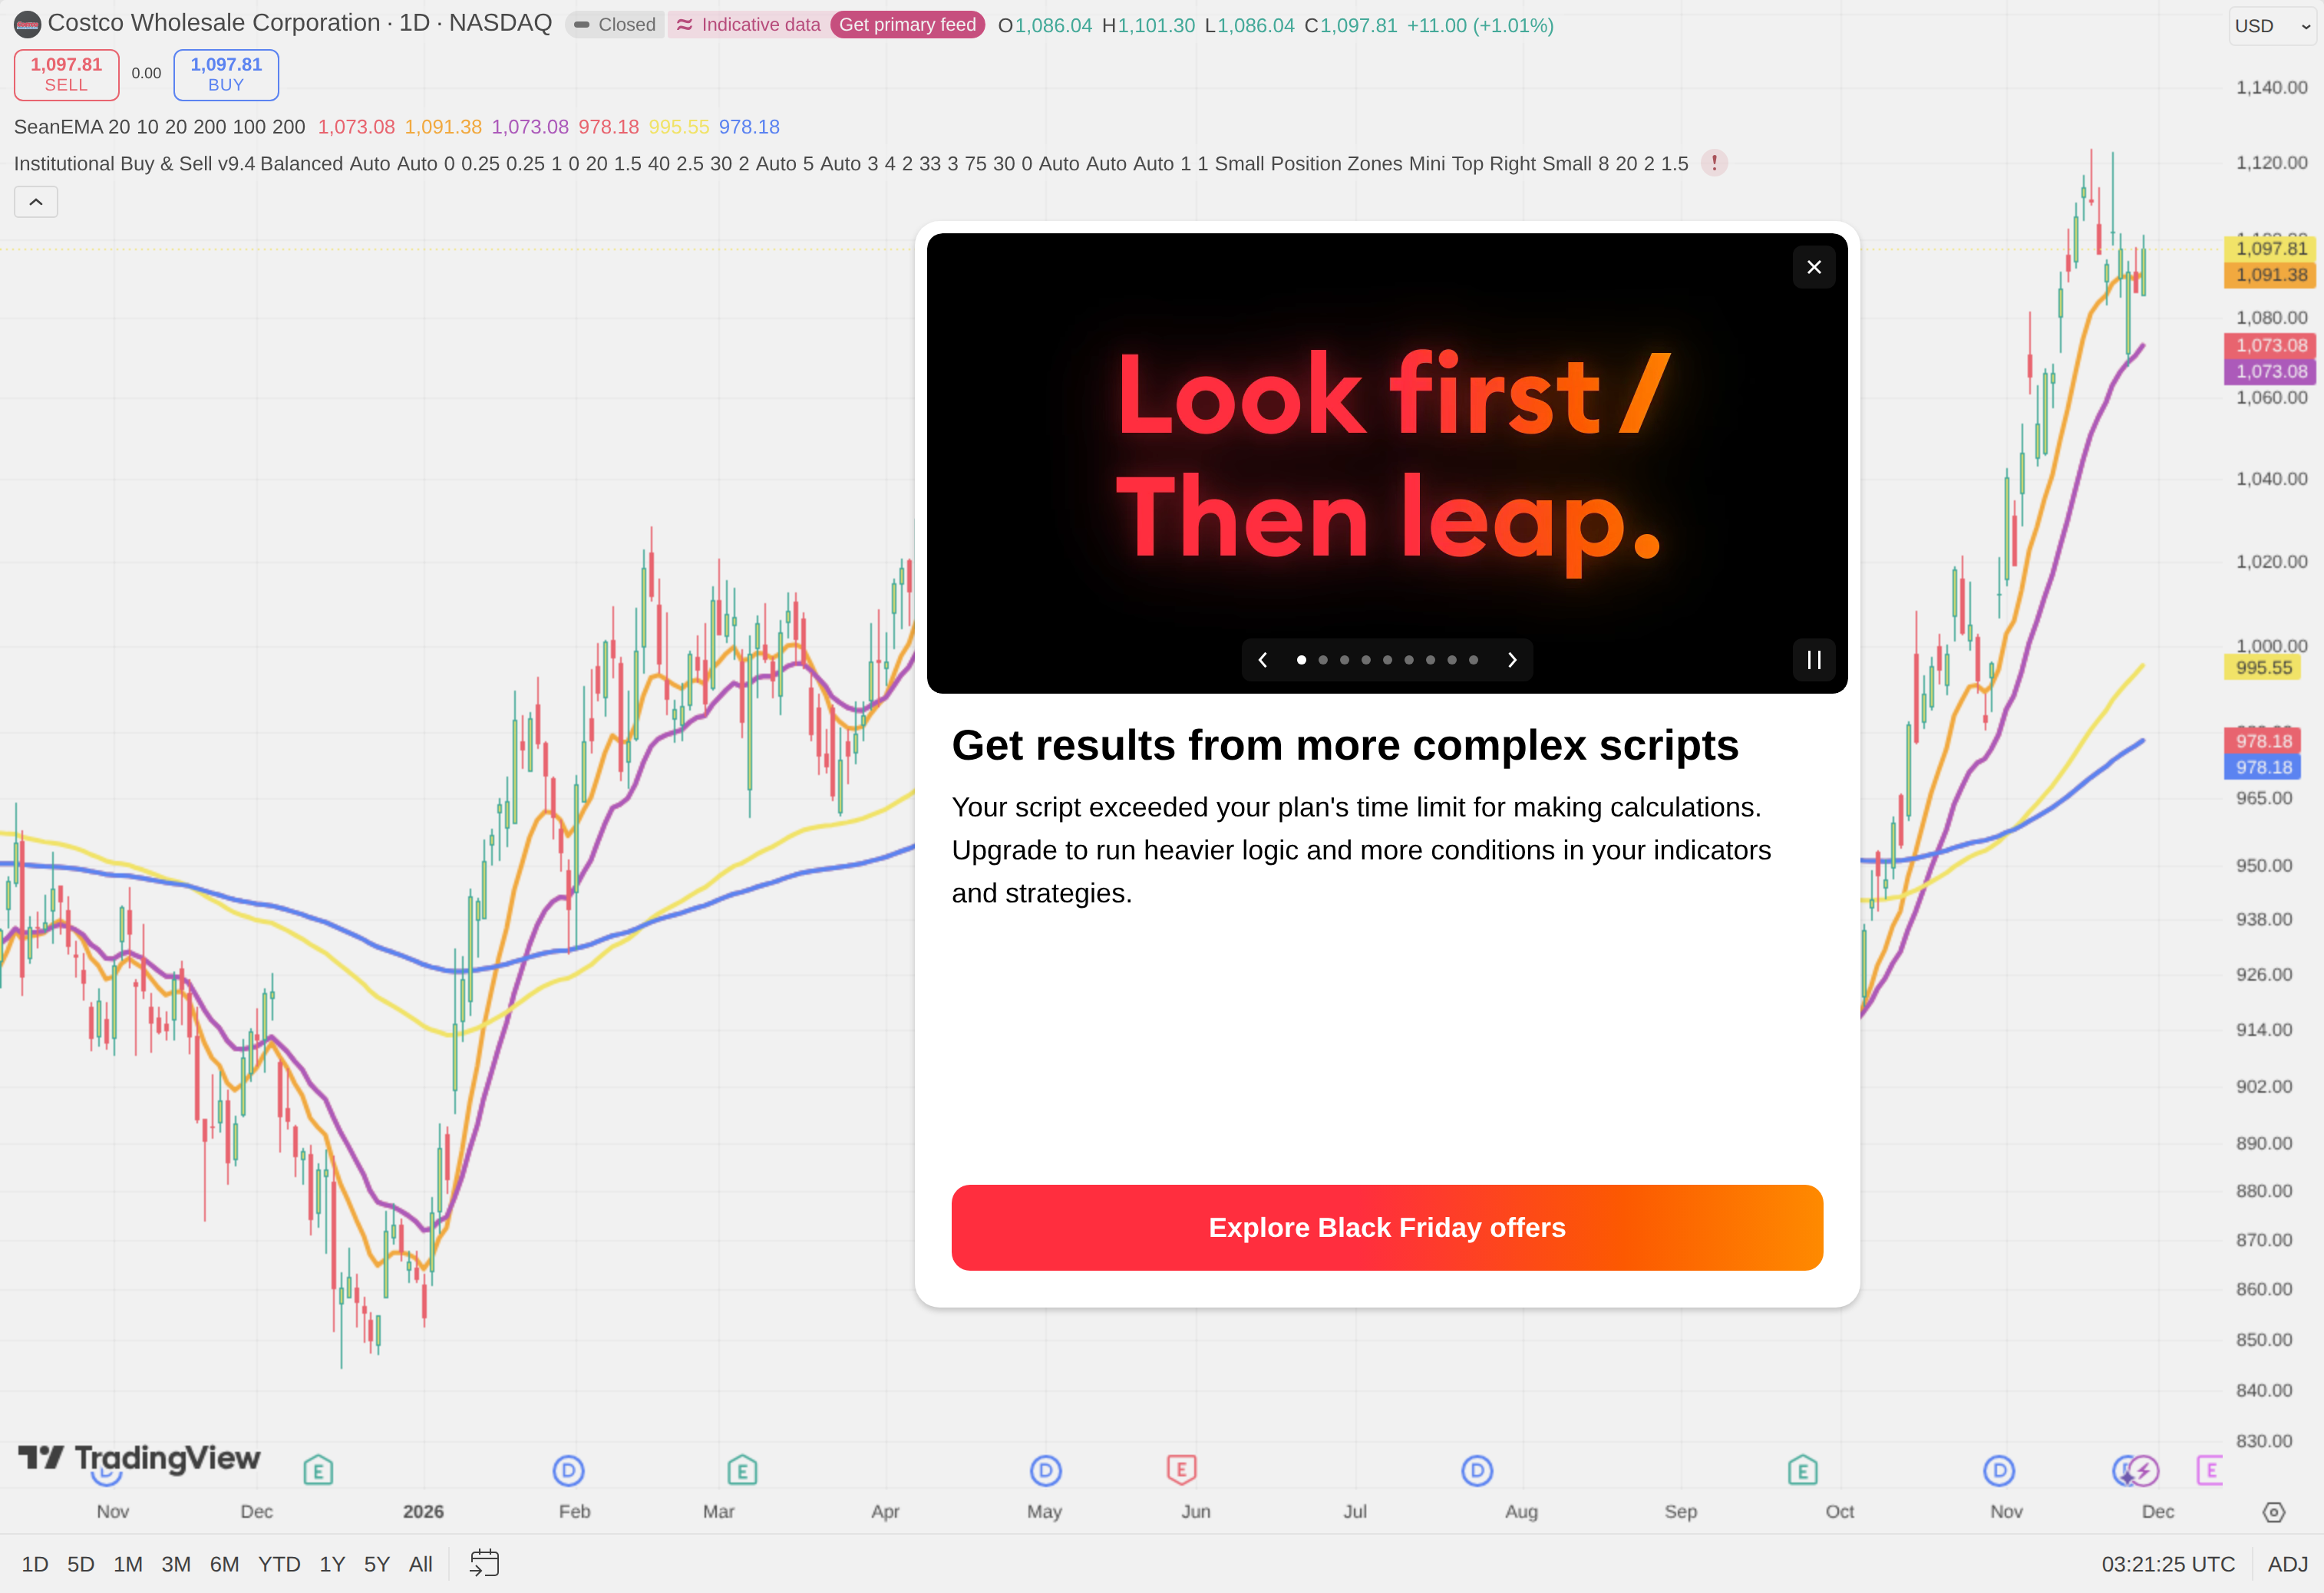 Costco Wholesale Corporation · 1D · NASDAQ Closed Indicative data Get primary feed O1,086.04 H1,101.30 L1,086.04 C1,097.81 +11.00 (+1.01%) USD
1,097.81 SELL 0.00 1,097.81 BUY
SeanEMA 20 10 20 200 100 200 1,073.08 1,091.38 1,073.08 978.18 995.55 978.18
Institutional Buy & Sell v9.4 Balanced Auto Auto 0 0.25 0.25 1 0 20 1.5 40 2.5 30 2 Auto 5 Auto 3 4 2 33 3 75 30 0 Auto Auto Auto 1 1 Small Position Zones Mini Top Right Small 8 20 2 1.5 !
Look first /
Then leap.
Get results from more complex scripts
Your script exceeded your plan's time limit for making calculations.
Upgrade to run heavier logic and more conditions in your indicators
and strategies.
Explore Black Friday offers
1,140.00
1,120.00
1,097.81
1,091.38
1,080.00
1,073.08
1,073.08
1,060.00
1,040.00
1,020.00
1,000.00
995.55
978.18
978.18
965.00
950.00
938.00
926.00
914.00
902.00
890.00
880.00
870.00
860.00
850.00
840.00
830.00
TradingView
E D E D E D E D E
Nov Dec 2026 Feb Mar Apr May Jun Jul Aug Sep Oct Nov Dec
1D 5D 1M 3M 6M YTD 1Y 5Y All 03:21:25 UTC ADJ